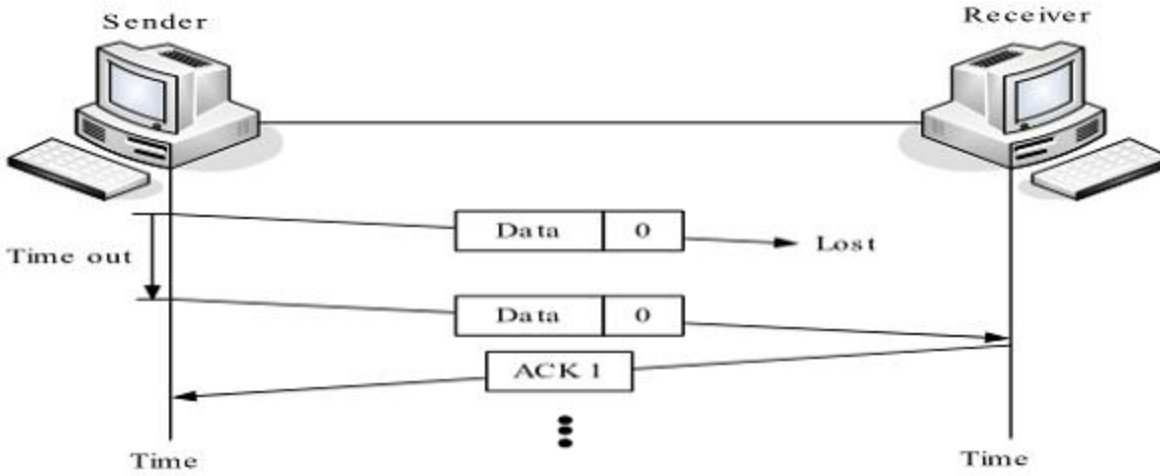 Sender
Receiver
Data 0
Lost
Time out
Data 0
ACK 1
Time
Time